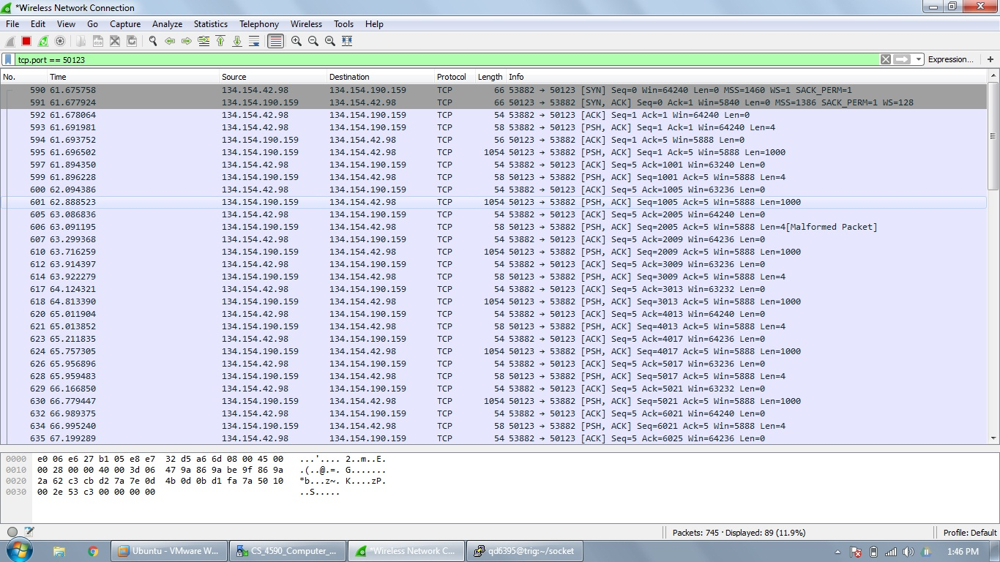 *Wireless Network Connection
File Edit View Go Capture Analyze Statistics Telephony Wireless Tools Help
tcp.port == 50123 Expression... +
No. Time Source Destination Protocol Length Info
590 61.675758 134.154.42.98 134.154.190.159 TCP 66 53882 → 50123 [SYN] Seq=0 Win=64240 Len=0 MSS=1460 WS=1 SACK_PERM=1
591 61.677924 134.154.190.159 134.154.42.98 TCP 66 50123 → 53882 [SYN, ACK] Seq=0 Ack=1 Win=5840 Len=0 MSS=1386 SACK_PERM=1 WS=128
592 61.678064 134.154.42.98 134.154.190.159 TCP 54 53882 → 50123 [ACK] Seq=1 Ack=1 Win=64240 Len=0
593 61.691981 134.154.42.98 134.154.190.159 TCP 58 53882 → 50123 [PSH, ACK] Seq=1 Ack=1 Win=64240 Len=4
594 61.693752 134.154.190.159 134.154.42.98 TCP 56 50123 → 53882 [ACK] Seq=1 Ack=5 Win=5888 Len=0
595 61.696502 134.154.190.159 134.154.42.98 TCP 1054 50123 → 53882 [PSH, ACK] Seq=1 Ack=5 Win=5888 Len=1000
597 61.894350 134.154.42.98 134.154.190.159 TCP 54 53882 → 50123 [ACK] Seq=5 Ack=1001 Win=63240 Len=0
599 61.896228 134.154.190.159 134.154.42.98 TCP 58 50123 → 53882 [PSH, ACK] Seq=1001 Ack=5 Win=5888 Len=4
600 62.094386 134.154.42.98 134.154.190.159 TCP 54 53882 → 50123 [ACK] Seq=5 Ack=1005 Win=63236 Len=0
601 62.888523 134.154.190.159 134.154.42.98 TCP 1054 50123 → 53882 [PSH, ACK] Seq=1005 Ack=5 Win=5888 Len=1000
605 63.086836 134.154.42.98 134.154.190.159 TCP 54 53882 → 50123 [ACK] Seq=5 Ack=2005 Win=64240 Len=0
606 63.091195 134.154.190.159 134.154.42.98 TCP 58 50123 → 53882 [PSH, ACK] Seq=2005 Ack=5 Win=5888 Len=4[Malformed Packet]
607 63.299368 134.154.42.98 134.154.190.159 TCP 54 53882 → 50123 [ACK] Seq=5 Ack=2009 Win=64236 Len=0
610 63.716259 134.154.190.159 134.154.42.98 TCP 1054 50123 → 53882 [PSH, ACK] Seq=2009 Ack=5 Win=5888 Len=1000
612 63.914397 134.154.42.98 134.154.190.159 TCP 54 53882 → 50123 [ACK] Seq=5 Ack=3009 Win=63236 Len=0
614 63.922279 134.154.190.159 134.154.42.98 TCP 58 50123 → 53882 [PSH, ACK] Seq=3009 Ack=5 Win=5888 Len=4
617 64.124321 134.154.42.98 134.154.190.159 TCP 54 53882 → 50123 [ACK] Seq=5 Ack=3013 Win=63232 Len=0
618 64.813390 134.154.190.159 134.154.42.98 TCP 1054 50123 → 53882 [PSH, ACK] Seq=3013 Ack=5 Win=5888 Len=1000
620 65.011904 134.154.42.98 134.154.190.159 TCP 54 53882 → 50123 [ACK] Seq=5 Ack=4013 Win=64240 Len=0
621 65.013852 134.154.190.159 134.154.42.98 TCP 58 50123 → 53882 [PSH, ACK] Seq=4013 Ack=5 Win=5888 Len=4
623 65.211835 134.154.42.98 134.154.190.159 TCP 54 53882 → 50123 [ACK] Seq=5 Ack=4017 Win=64236 Len=0
624 65.757305 134.154.190.159 134.154.42.98 TCP 1054 50123 → 53882 [PSH, ACK] Seq=4017 Ack=5 Win=5888 Len=1000
626 65.956896 134.154.42.98 134.154.190.159 TCP 54 53882 → 50123 [ACK] Seq=5 Ack=5017 Win=63236 Len=0
628 65.959483 134.154.190.159 134.154.42.98 TCP 58 50123 → 53882 [PSH, ACK] Seq=5017 Ack=5 Win=5888 Len=4
629 66.166850 134.154.42.98 134.154.190.159 TCP 54 53882 → 50123 [ACK] Seq=5 Ack=5021 Win=63232 Len=0
630 66.779447 134.154.190.159 134.154.42.98 TCP 1054 50123 → 53882 [PSH, ACK] Seq=5021 Ack=5 Win=5888 Len=1000
632 66.989375 134.154.42.98 134.154.190.159 TCP 54 53882 → 50123 [ACK] Seq=5 Ack=6021 Win=64240 Len=0
634 66.995240 134.154.190.159 134.154.42.98 TCP 58 50123 → 53882 [PSH, ACK] Seq=6021 Ack=5 Win=5888 Len=4
635 67.199289 134.154.42.98 134.154.190.159 TCP 54 53882 → 50123 [ACK] Seq=5 Ack=6025 Win=64236 Len=0
0000 e0 06 e6 27 b1 05 e8 e7 32 d5 a6 6d 08 00 45 00 ...'.... 2..m..E.
0010 00 28 00 00 40 00 3d 06 47 9a 86 9a be 9f 86 9a .(..@.=. G.......
0020 2a 62 c3 cb d2 7a 7e 0d 4b 0d 0b d1 fa 7a 50 10 *b...z~. K....zP.
0030 00 2e 53 c3 00 00 00 00 ..S.....
Packets: 745 · Displayed: 89 (11.9%) Profile: Default
Ubuntu - VMware W... CS_4590_Computer_... *Wireless Network C... qd6395@trig:~/socket 1:46 PM